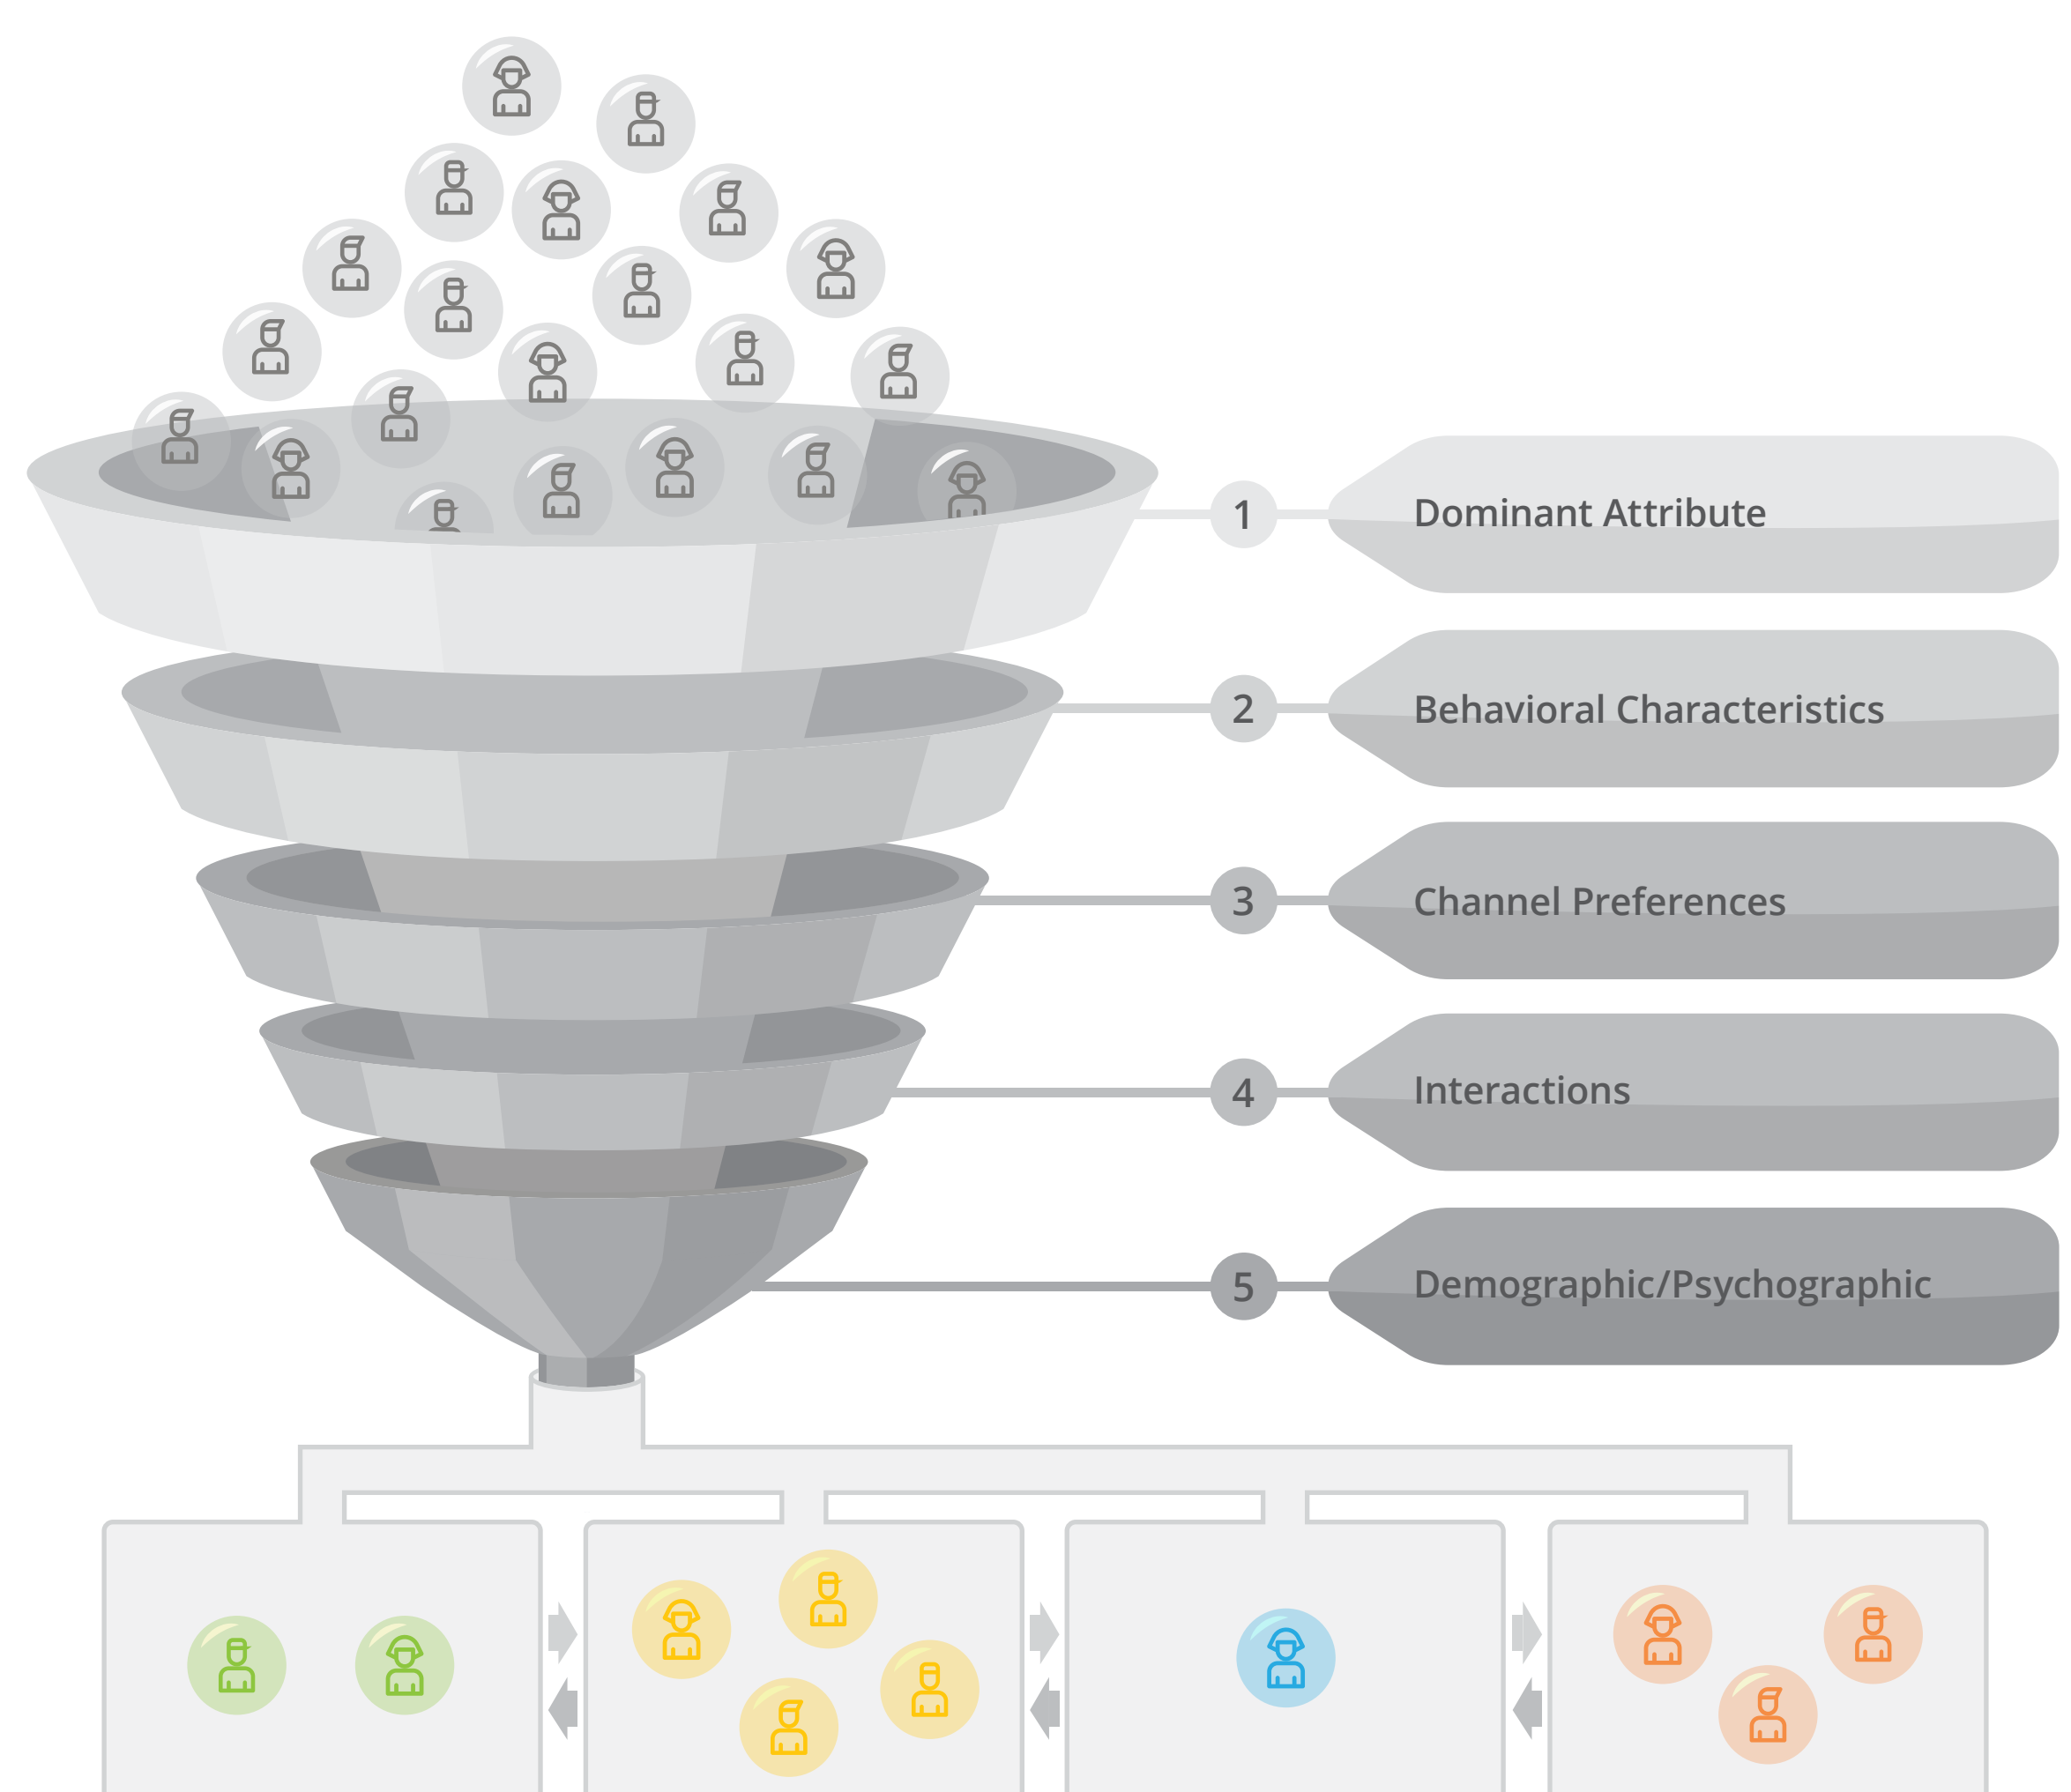 1 Dominant Attribute
2 Behavioral Characteristics
3 Channel Preferences
4 Interactions
5 Demographic/Psychographic